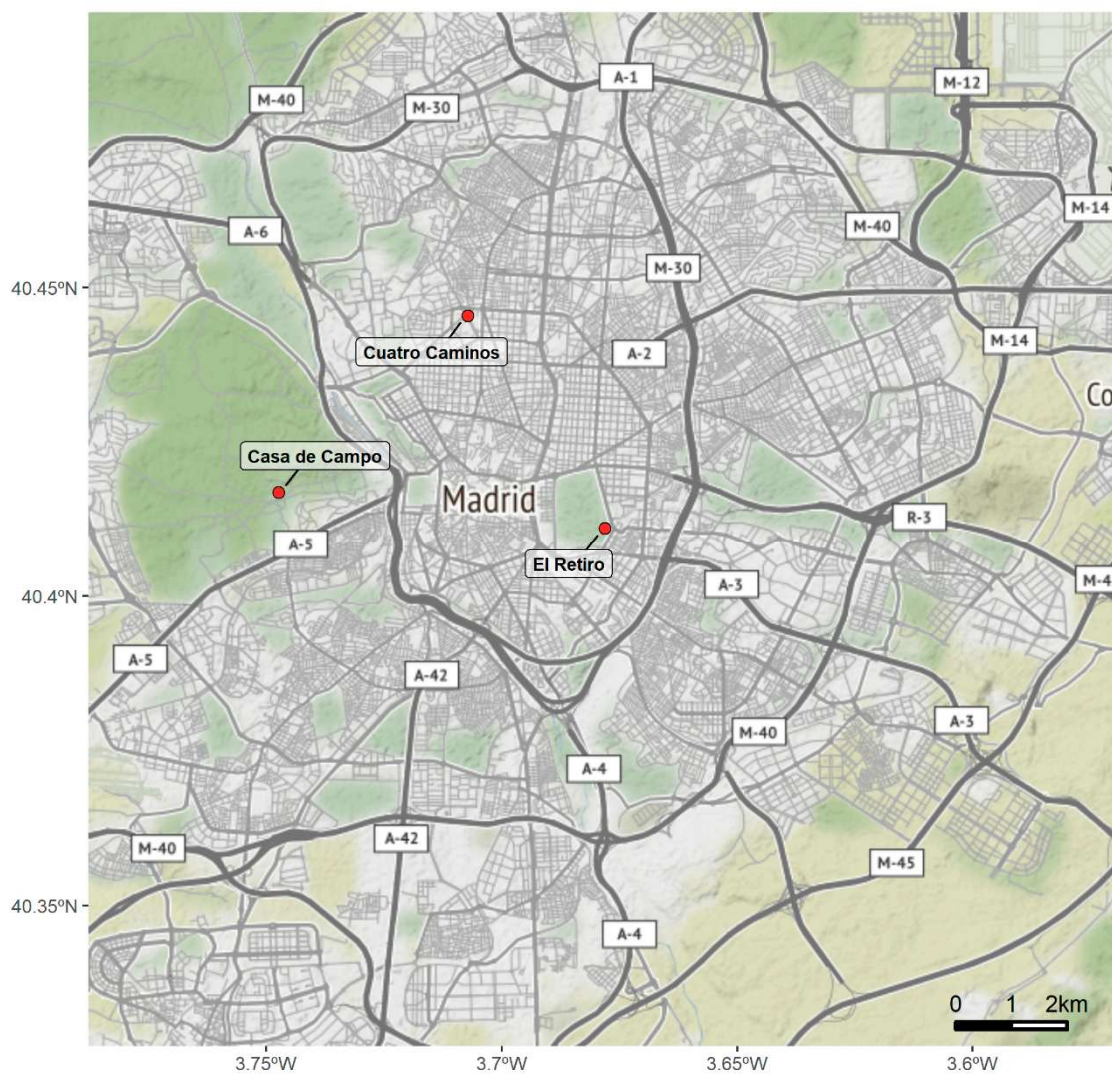 A-1
M-12
M-40
M-30
M-14
M-40
A-6
M-30
40.45ºN
M-14
Cuatro Caminos
A-2
Co
Casa de Campo
Madrid
R-3
A-5
El Retiro
A-3
M-4
40.4ºN
A-5
A-42
A-3
M-40
A-4
A-42
M-40
M-45
40.35ºN
A-4
0 1 2km
3.75ºW 3.7ºW 3.65ºW 3.6ºW